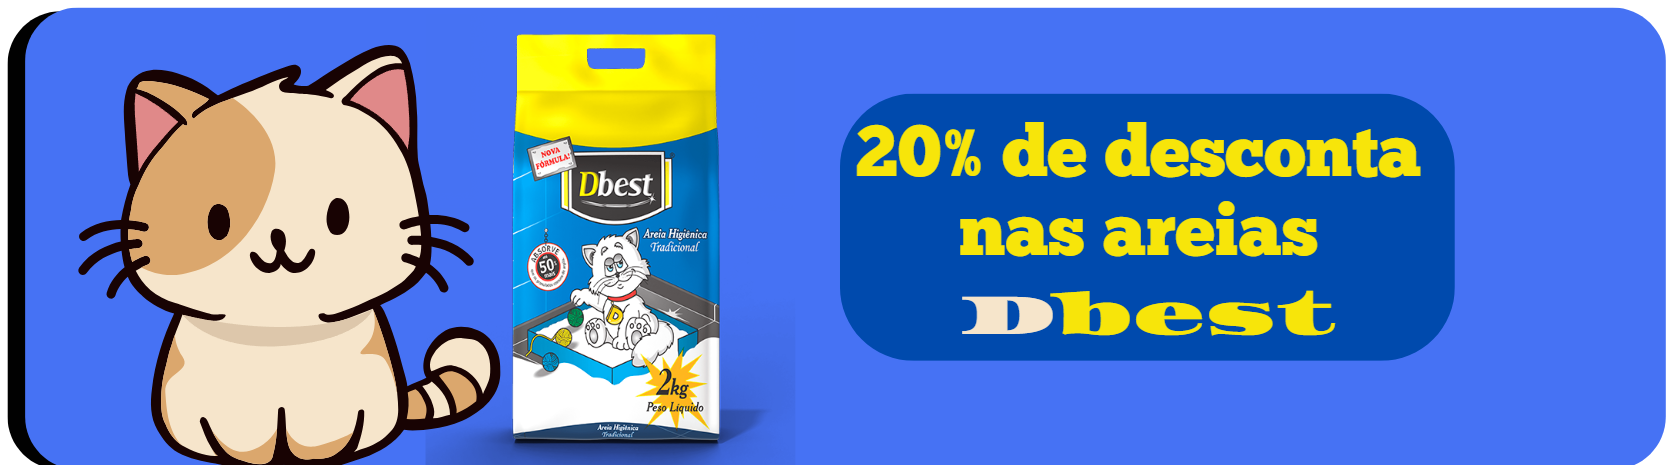 NOVA
FÓRMULA!
Dbest
Areia Higiênica
Tradicional
ABSORVE
50%
mais
2kg
Peso Líquido
Areia Higiênica
Tradicional
20% de desconta
nas areias
Dbest